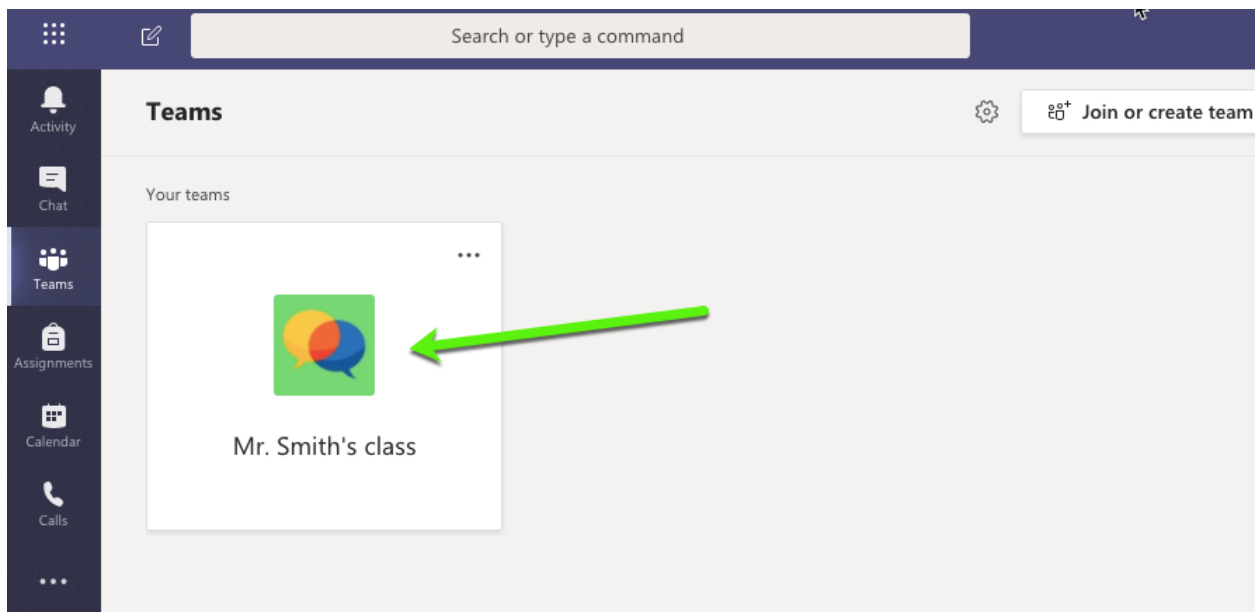 Search or type a command
Activity
Teams
Join or create team
Chat
Your teams
Teams
Assignments
Mr. Smith's class
Calendar
Calls